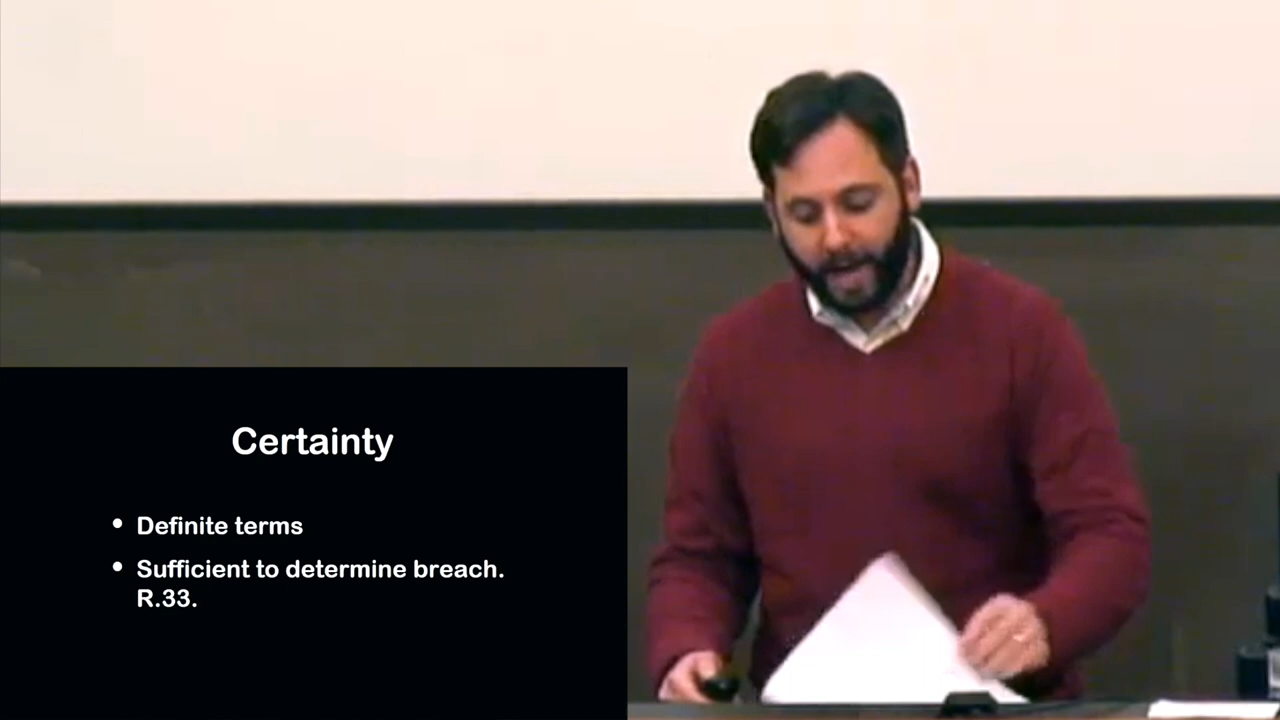 Certainty
• Definite terms
• Sufficient to determine breach.
R.33.